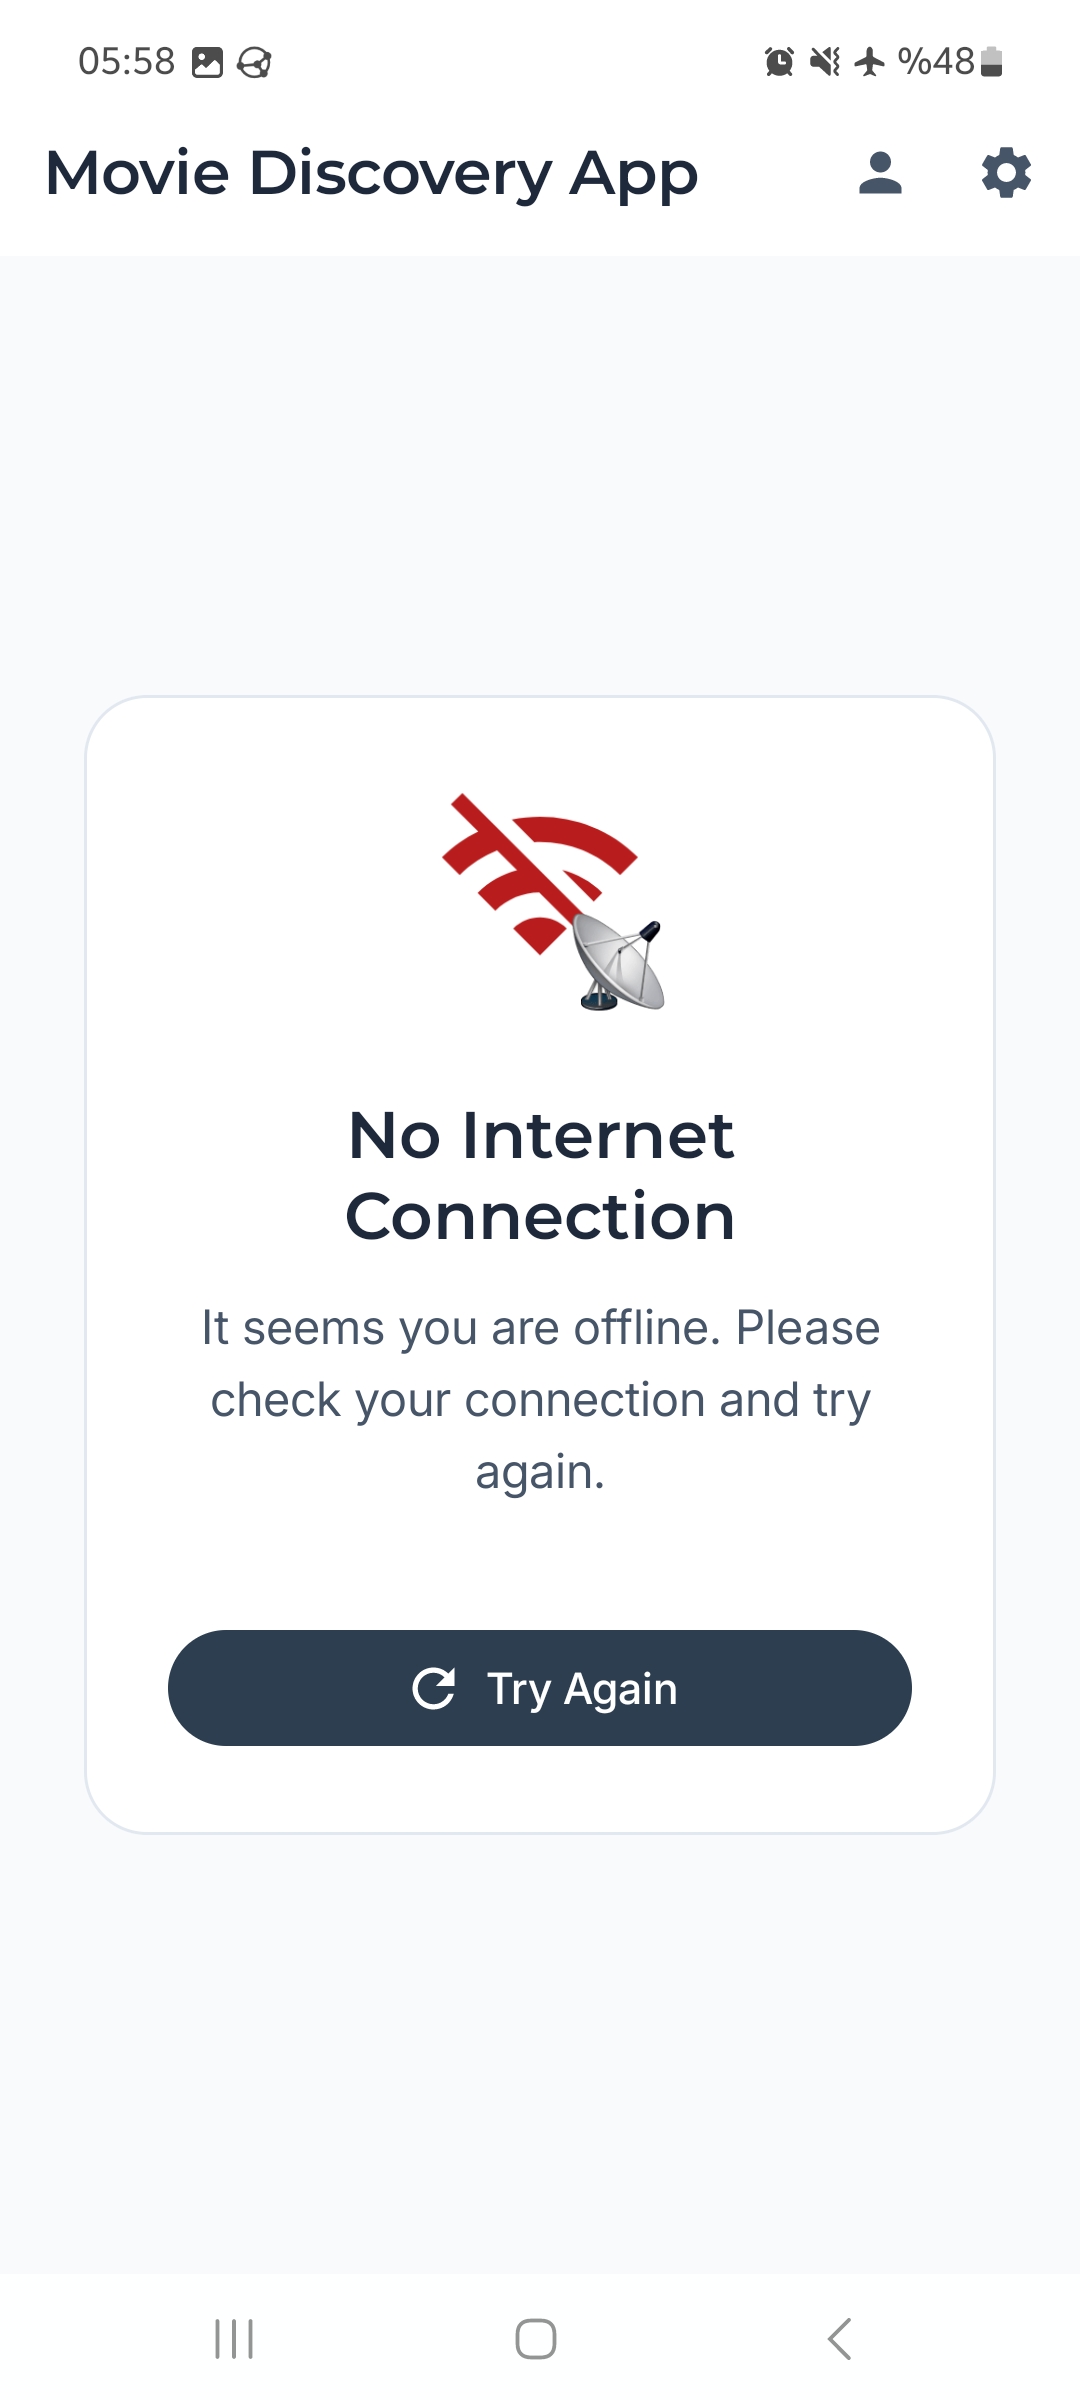 05:58 %48
Movie Discovery App
No Internet
Connection
It seems you are offline. Please
check your connection and try
again.
Try Again